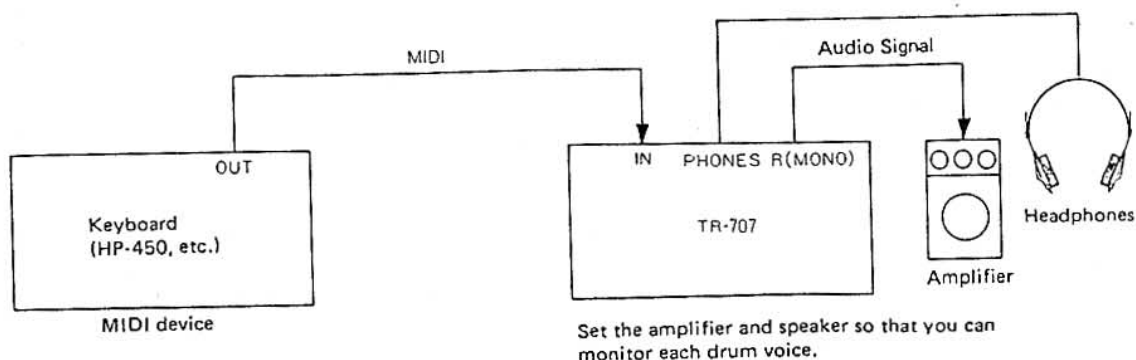 MIDI
Audio Signal
OUT
Keyboard
(HP-450, etc.)
MIDI device
IN PHONES R(MONO)
TR-707
Amplifier
Headphones
Set the amplifier and speaker so that you can
monitor each drum voice.